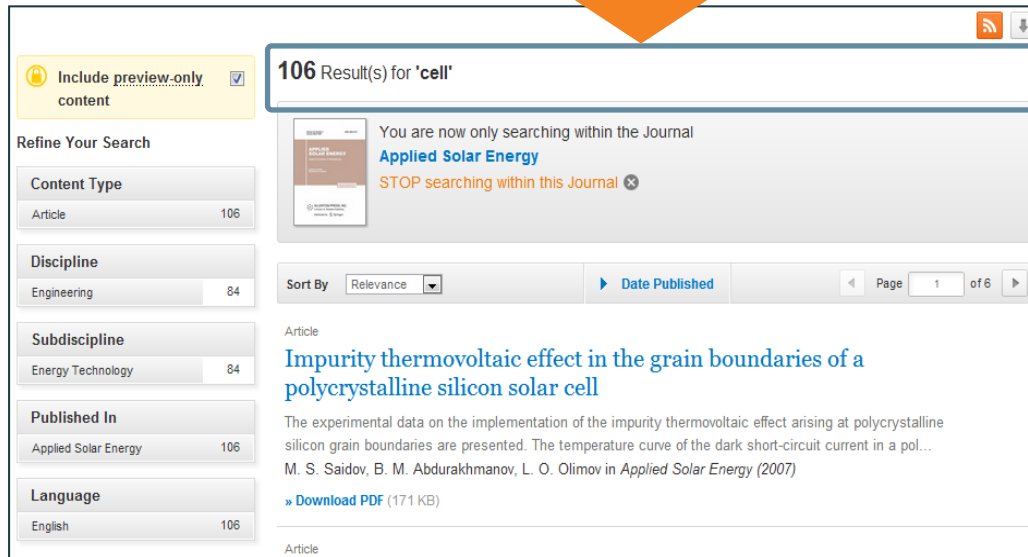 Include preview-only
content
Refine Your Search
Content Type
Article 106
Discipline
Engineering 84
Subdiscipline
Energy Technology 84
Published In
Applied Solar Energy 106
Language
English 106
106 Result(s) for 'cell'
APPLIED
SOLAR ENERGY
You are now only searching within the Journal
Applied Solar Energy
STOP searching within this Journal
Sort By Relevance Date Published Page 1 of 6
Article
Impurity thermovoltaic effect in the grain boundaries of a
polycrystalline silicon solar cell
The experimental data on the implementation of the impurity thermovoltaic effect arising at polycrystalline
silicon grain boundaries are presented. The temperature curve of the dark short-circuit current in a pol...
M. S. Saidov, B. M. Abdurakhmanov, L. O. Olimov in Applied Solar Energy (2007)
» Download PDF (171 KB)
Article